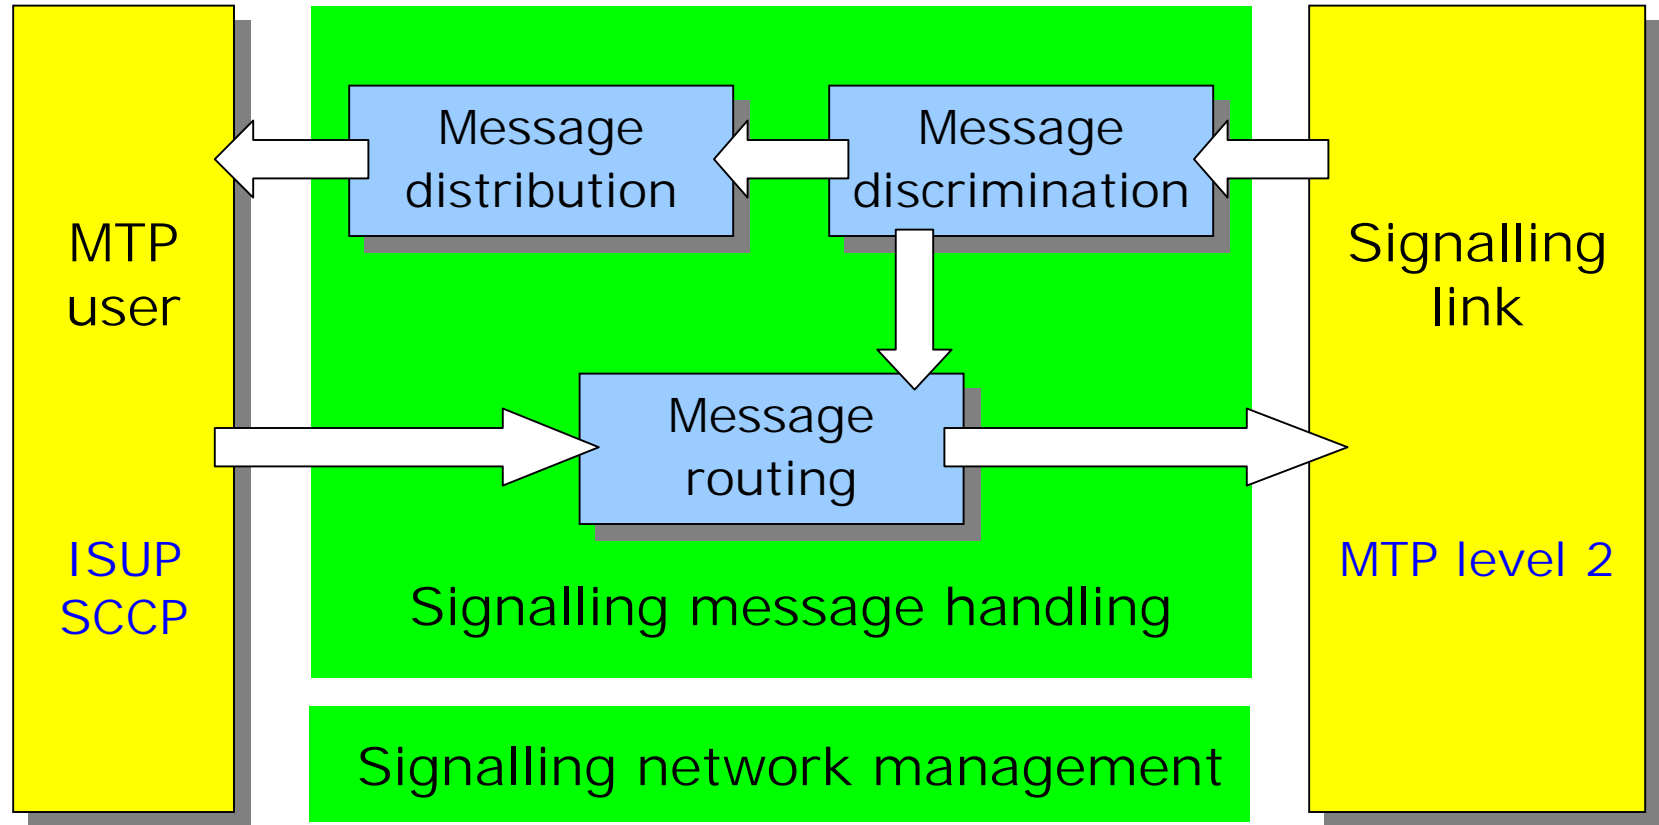 MTP
user
ISUP
SCCP
Message
distribution
Message
discrimination
Message
routing
Signalling message handling
Signalling network management
Signalling
link
MTP level 2